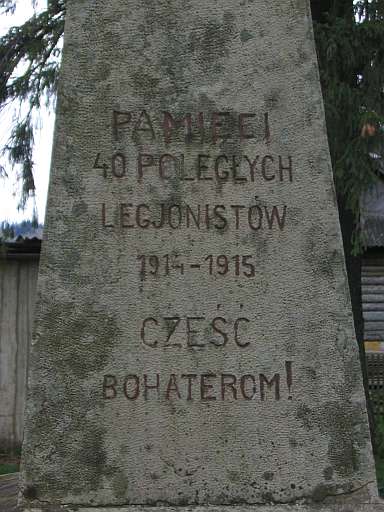 PAMIĘCI
40 POLEGŁYCH
LEGJONISTÓW
1914-1915
CZEŚĆ
BOHATEROM!